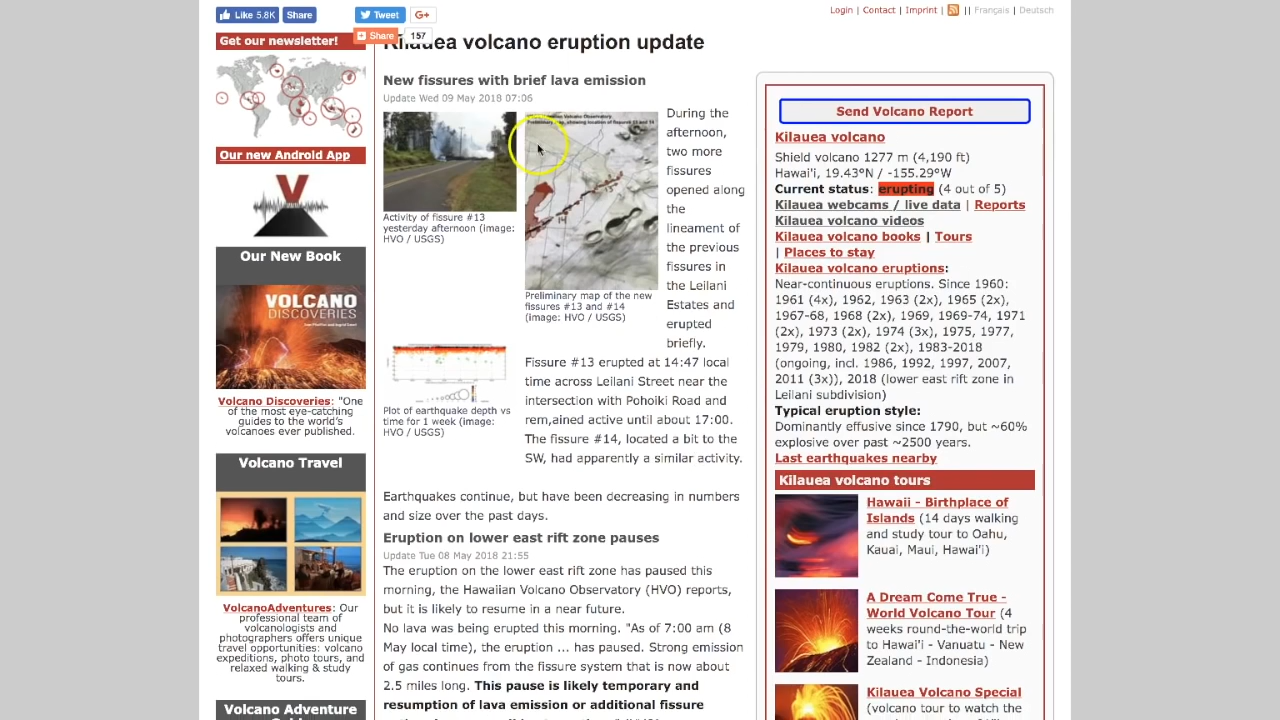 Like 5.8K Share Tweet G+
Share 157
Login | Contact | Imprint | || Français | Deutsch
Get our newsletter!
Our new Android App
Our New Book
VOLCANO
DISCOVERIES
Volcano Discoveries: "One
of the most eye-catching
guides to the world's
volcanoes ever published.
Volcano Travel
VolcanoAdventures: Our
professional team of
volcanologists and
photographers offers unique
travel opportunities: volcano
expeditions, photo tours, and
relaxed walking & study
tours.
Volcano Adventure
Kilauea volcano eruption update
New fissures with brief lava emission
Update Wed 09 May 2018 07:06
Activity of fissure #13
yesterday afternoon (image:
HVO / USGS)
Preliminary map of the new
fissures #13 and #14
(image: HVO / USGS)
During the
afternoon,
two more
fissures
opened along
the
lineament of
the previous
fissures in
the Leilani
Estates and
erupted
briefly.
Plot of earthquake depth vs
time for 1 week (image:
HVO / USGS)
Fissure #13 erupted at 14:47 local
time across Leilani Street near the
intersection with Pohoiki Road and
rem,ained active until about 17:00.
The fissure #14, located a bit to the
SW, had apparently a similar activity.
Earthquakes continue, but have been decreasing in numbers
and size over the past days.
Eruption on lower east rift zone pauses
Update Tue 08 May 2018 21:55
The eruption on the lower east rift zone has paused this
morning, the Hawaiian Volcano Observatory (HVO) reports,
but it is likely to resume in a near future.
No lava was being erupted this morning. "As of 7:00 am (8
May local time), the eruption ... has paused. Strong emission
of gas continues from the fissure system that is now about
2.5 miles long. This pause is likely temporary and
resumption of lava emission or additional fissure
Send Volcano Report
Kilauea volcano
Shield volcano 1277 m (4,190 ft)
Hawai'i, 19.43°N / -155.29°W
Current status: erupting (4 out of 5)
Kilauea webcams / live data | Reports
Kilauea volcano videos
Kilauea volcano books | Tours
| Places to stay
Kilauea volcano eruptions:
Near-continuous eruptions. Since 1960:
1961 (4x), 1962, 1963 (2x), 1965 (2x),
1967-68, 1968 (2x), 1969, 1969-74, 1971
(2x), 1973 (2x), 1974 (3x), 1975, 1977,
1979, 1980, 1982 (2x), 1983-2018
(ongoing, incl. 1986, 1992, 1997, 2007,
2011 (3x)), 2018 (lower east rift zone in
Leilani subdivision)
Typical eruption style:
Dominantly effusive since 1790, but ~60%
explosive over past ~2500 years.
Last earthquakes nearby
Kilauea volcano tours
Hawaii - Birthplace of
Islands (14 days walking
and study tour to Oahu,
Kauai, Maui, Hawai'i)
A Dream Come True -
World Volcano Tour (4
weeks round-the-world trip
to Hawai'i - Vanuatu - New
Zealand - Indonesia)
Kilauea Volcano Special
(volcano tour to watch the